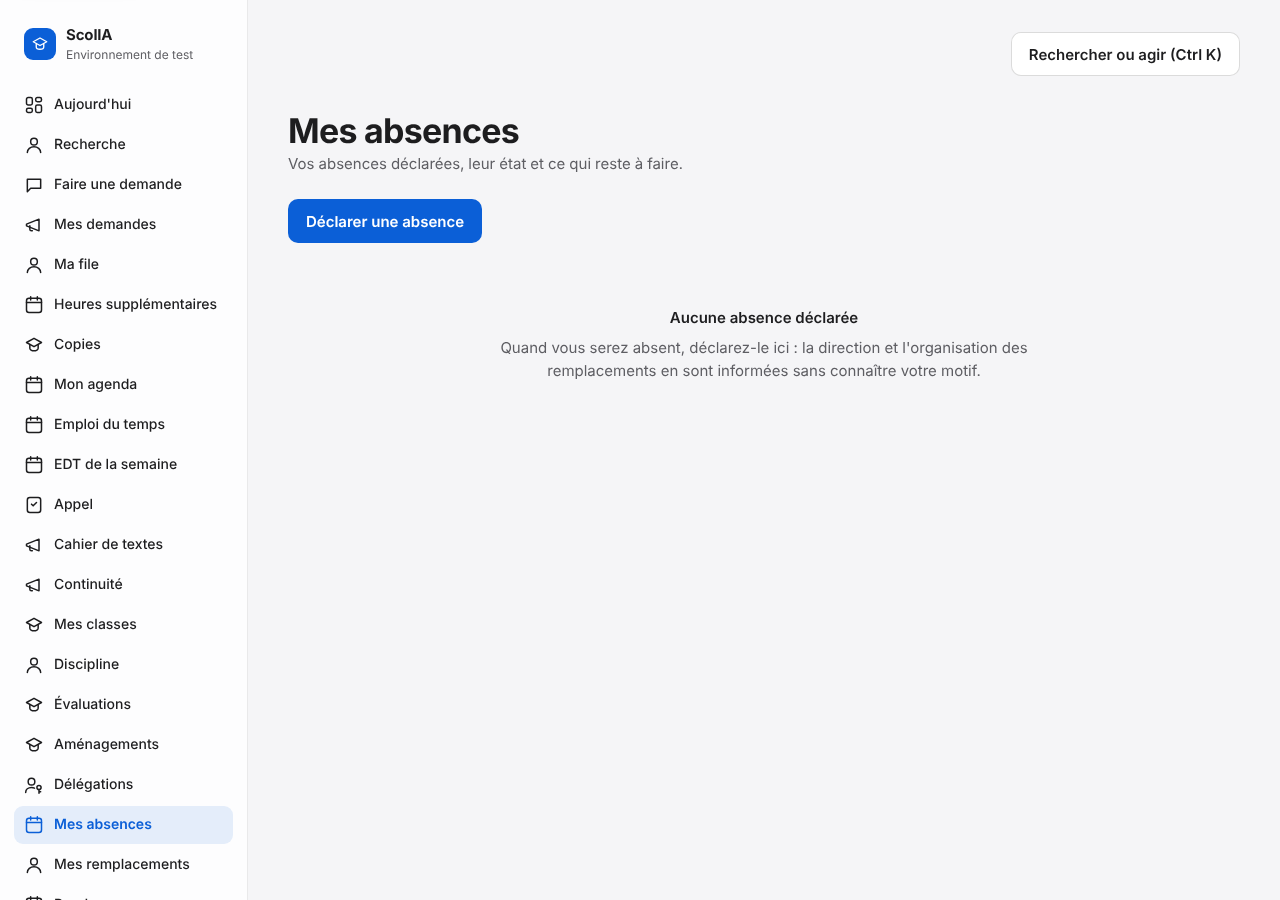 ScolIA
Environnement de test
Rechercher ou agir (Ctrl K)
Aujourd'hui
Recherche
Faire une demande
Mes demandes
Ma file
Heures supplémentaires
Copies
Mon agenda
Emploi du temps
EDT de la semaine
Appel
Cahier de textes
Continuité
Mes classes
Discipline
Évaluations
Aménagements
Délégations
Mes absences
Mes remplacements
Mes absences
Vos absences déclarées, leur état et ce qui reste à faire.
Déclarer une absence
Aucune absence déclarée
Quand vous serez absent, déclarez-le ici : la direction et l'organisation des
remplacements en sont informées sans connaître votre motif.